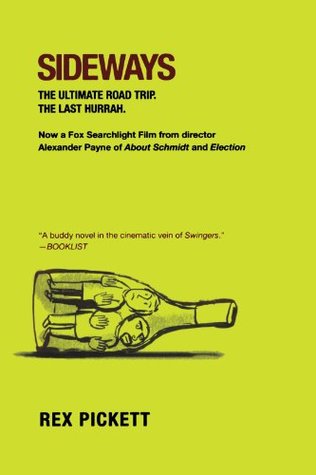 SIDEWAYS
THE ULTIMATE ROAD TRIP.
THE LAST HURRAH.
Now a Fox Searchlight Film from director
Alexander Payne of About Schmidt and Election
"A buddy novel in the cinematic vein of Swingers."
—BOOKLIST
REX PICKETT